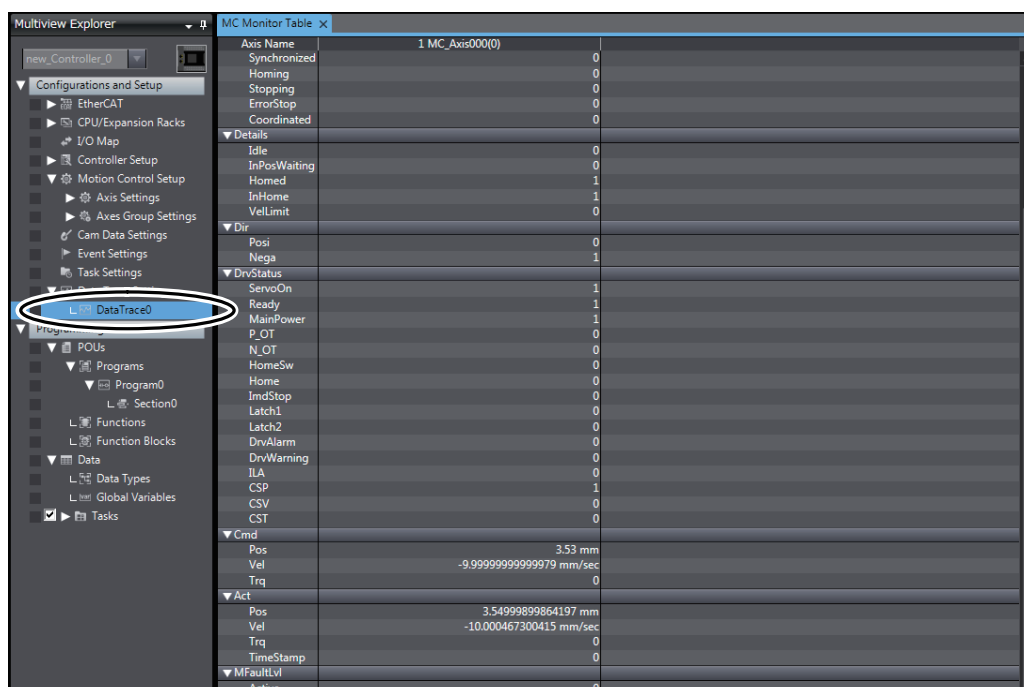 Multiview Explorer
new_Controller_0
Configurations and Setup
EtherCAT
CPU/Expansion Racks
I/O Map
Controller Setup
Motion Control Setup
Axis Settings
Axes Group Settings
Cam Data Settings
Event Settings
Task Settings
DataTrace0
POUs
Programs
Program0
Section0
Functions
Function Blocks
Data
Data Types
Global Variables
Tasks
MC Monitor Table
Axis Name 1 MC_Axis000(0)
Synchronized 0
Homing 0
Stopping 0
ErrorStop 0
Coordinated 0
Details
Idle 0
InPosWaiting 0
Homed 1
InHome 1
VelLimit 0
Dir
Posi 0
Nega 1
DrvStatus
ServoOn 1
Ready 1
MainPower 1
P_OT 0
N_OT 0
HomeSw 0
Home 0
ImdStop 0
Latch1 0
Latch2 0
DrvAlarm 0
DrvWarning 0
ILA 0
CSP 1
CSV 0
CST 0
Cmd
Pos 3.53 mm
Vel -9.99999999999979 mm/sec
Trq 0
Act
Pos 3.54999899864197 mm
Vel -10.000467300415 mm/sec
Trq 0
TimeStamp 0
MFaultLvl